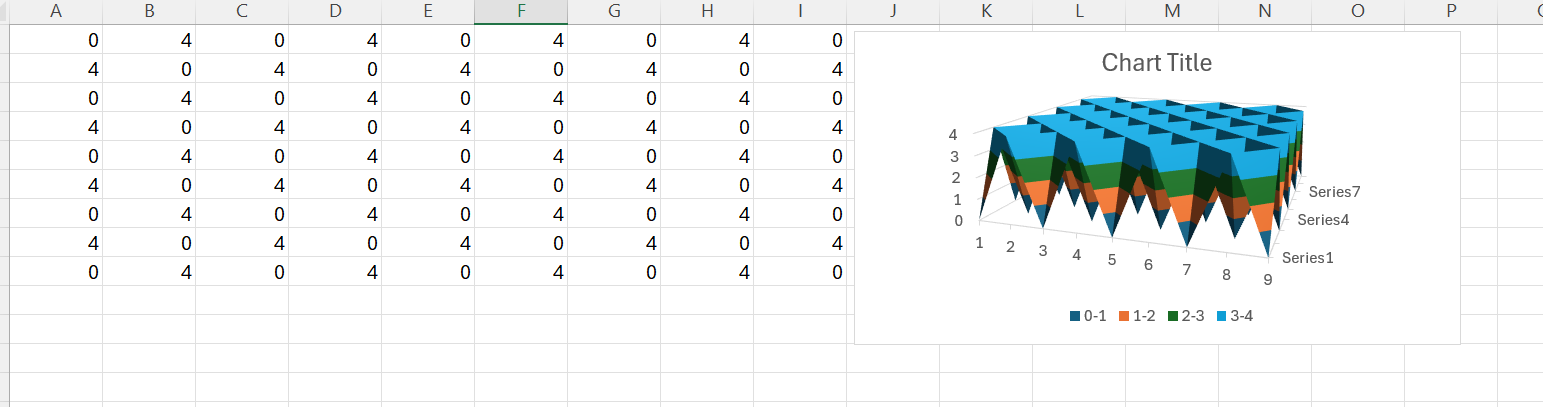 A B C D E F G H I J K L M N O P
0 4 0 4 0 4 0 4 0
4 0 4 0 4 0 4 0 4
0 4 0 4 0 4 0 4 0
4 0 4 0 4 0 4 0 4
0 4 0 4 0 4 0 4 0
4 0 4 0 4 0 4 0 4
0 4 0 4 0 4 0 4 0
4 0 4 0 4 0 4 0 4
0 4 0 4 0 4 0 4 0
Chart Title
4
3
2
1
0
1 2 3 4 5 6 7 8 9
Series7
Series4
Series1
0-1 1-2 2-3 3-4